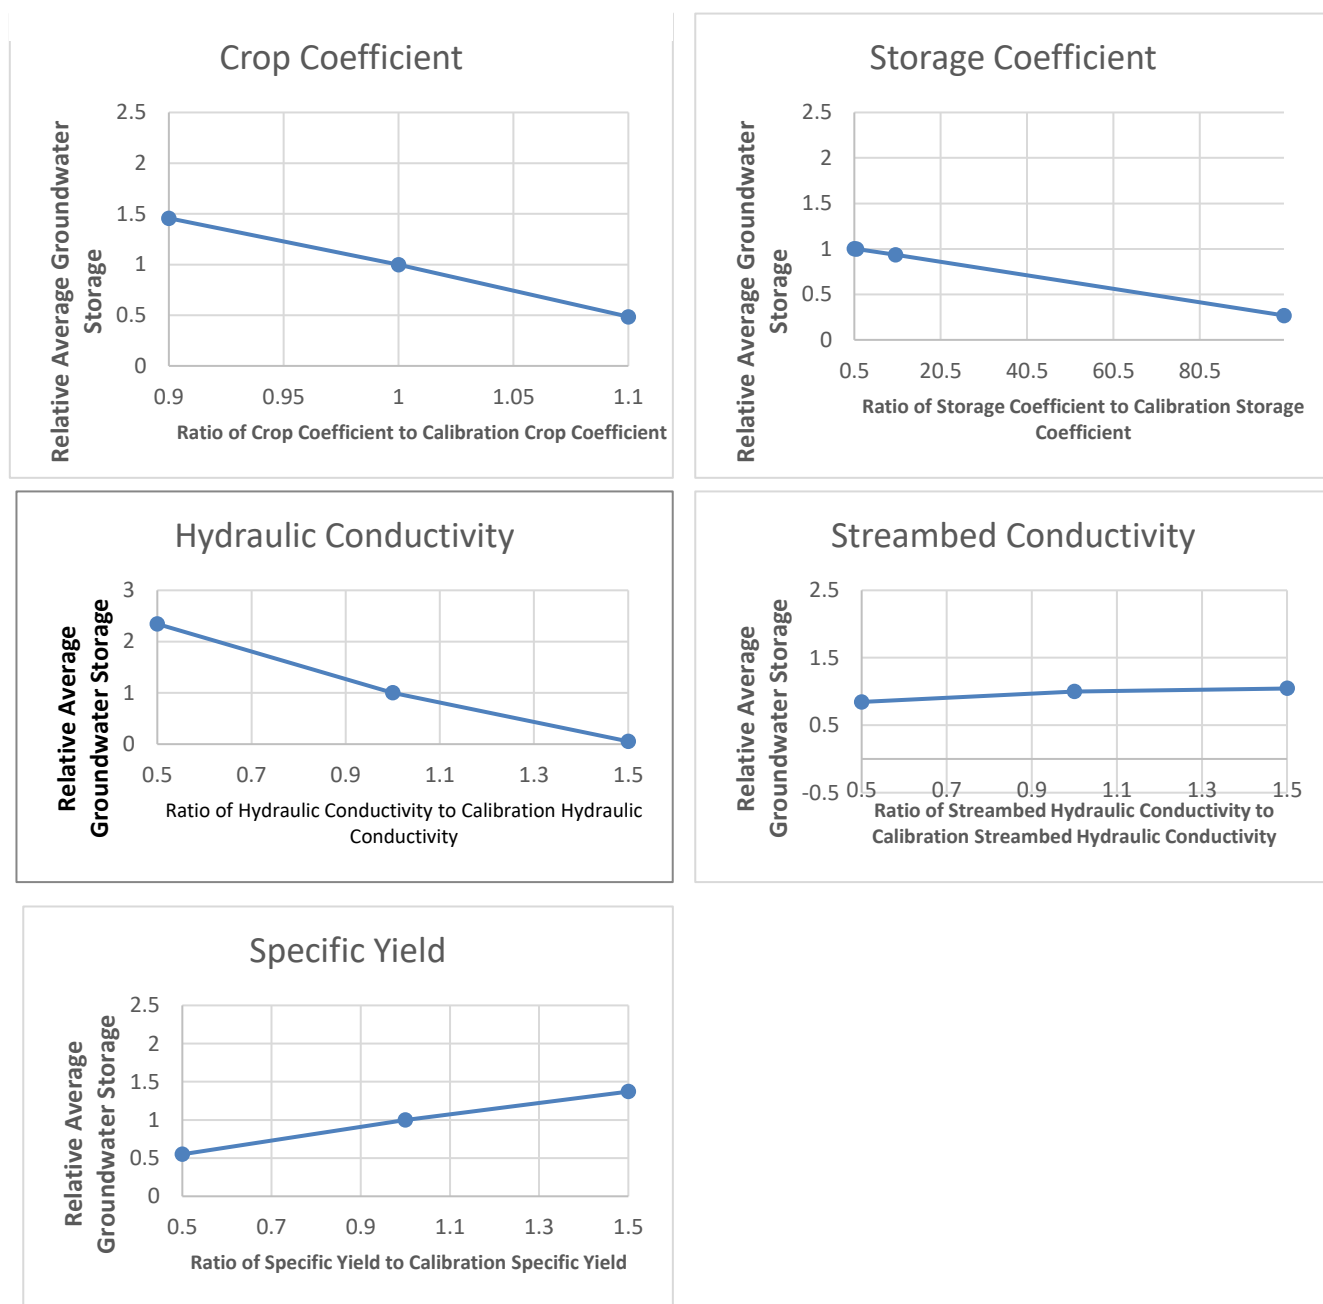 Crop Coefficient
Relative Average Groundwater
Storage
2.5
2
1.5
1
0.5
0
0.9 0.95 1 1.05 1.1
Ratio of Crop Coefficient to Calibration Crop Coefficient
Storage Coefficient
Relative Average Groundwater
Storage
2.5
2
1.5
1
0.5
0
0.5 20.5 40.5 60.5 80.5
Ratio of Storage Coefficient to Calibration Storage
Coefficient
Hydraulic Conductivity
Relative Average
Groundwater Storage
3
2
1
0
0.5 0.7 0.9 1.1 1.3 1.5
Ratio of Hydraulic Conductivity to Calibration Hydraulic
Conductivity
Streambed Conductivity
Relative Average
Groundwater Storage
2.5
1.5
0.5
-0.5
0.5 0.7 0.9 1.1 1.3 1.5
Ratio of Streambed Hydraulic Conductivity to
Calibration Streambed Hydraulic Conductivity
Specific Yield
Relative Average
Groundwater Storage
2.5
2
1.5
1
0.5
0
0.5 0.7 0.9 1.1 1.3 1.5
Ratio of Specific Yield to Calibration Specific Yield